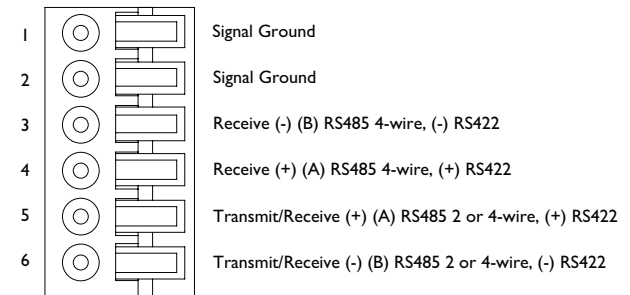 1 Signal Ground
2 Signal Ground
3 Receive (-) (B) RS485 4-wire, (-) RS422
4 Receive (+) (A) RS485 4-wire, (+) RS422
5 Transmit/Receive (+) (A) RS485 2 or 4-wire, (+) RS422
6 Transmit/Receive (-) (B) RS485 2 or 4-wire, (-) RS422